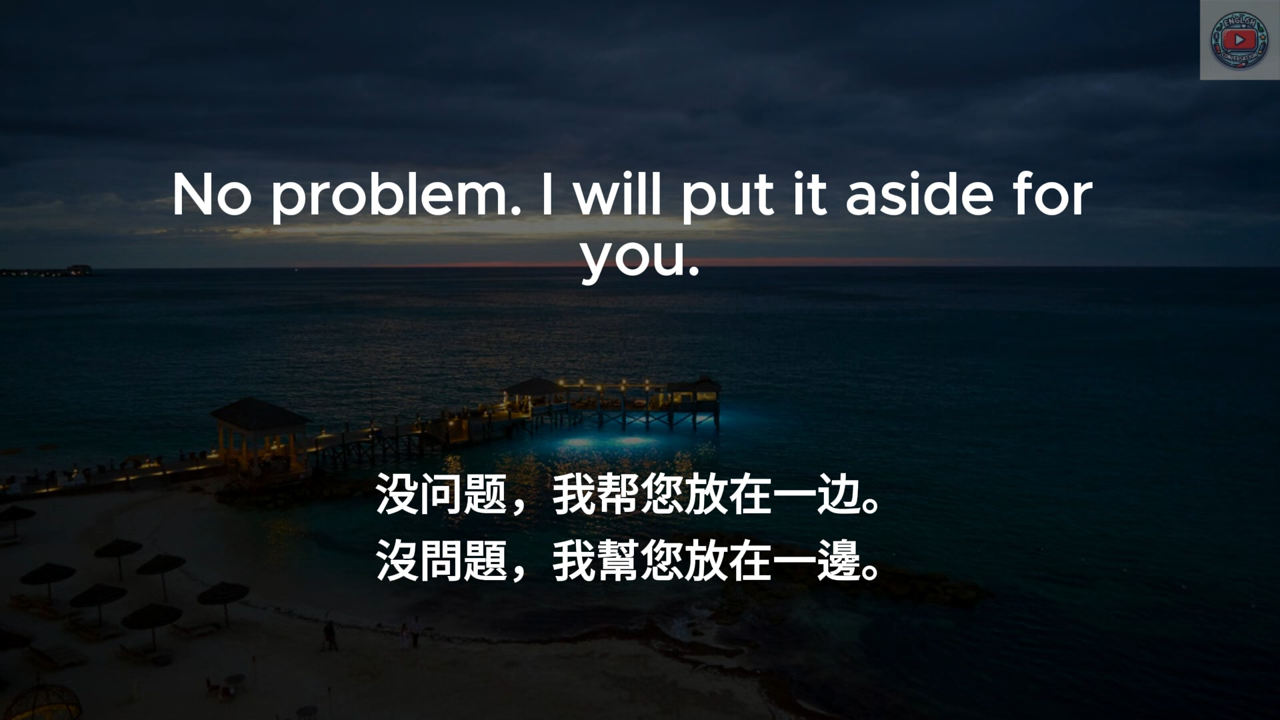 No problem. I will put it aside for
you.
没问题，我帮您放在一边。
沒問題，我幫您放在一邊。